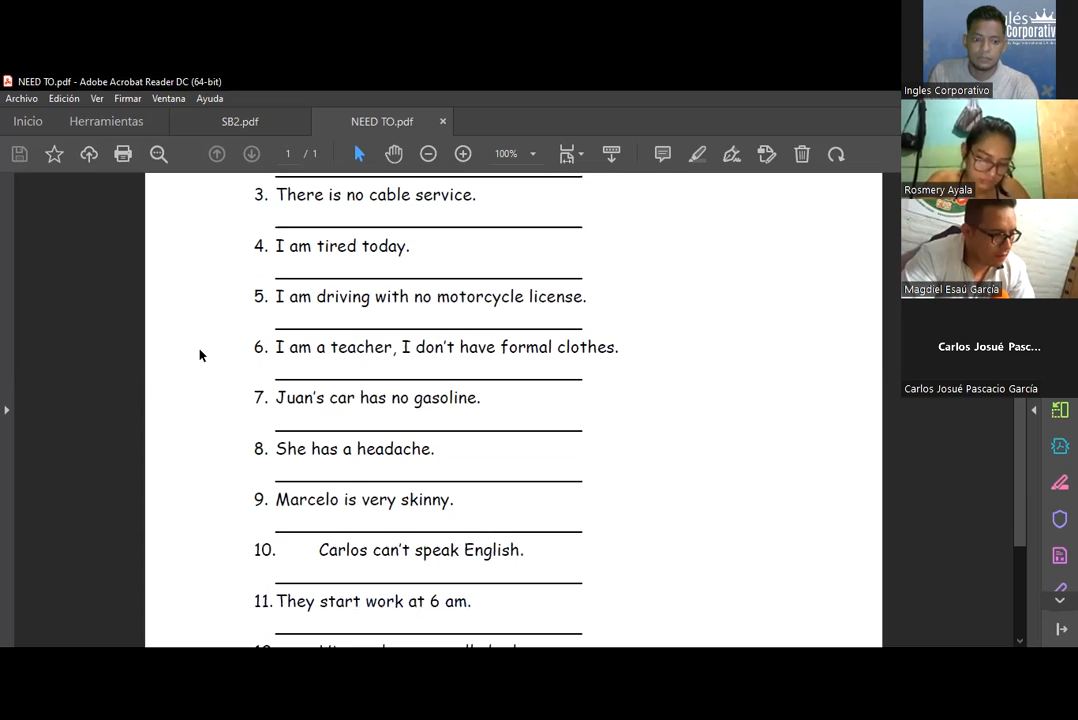 NEED TO.pdf - Adobe Acrobat Reader DC (64-bit)
Archivo Edición Ver Firmar Ventana Ayuda
Inicio Herramientas SB2.pdf NEED TO.pdf ×
1 / 1 100%
3. There is no cable service.
4. I am tired today.
5. I am driving with no motorcycle license.
6. I am a teacher, I don't have formal clothes.
7. Juan's car has no gasoline.
8. She has a headache.
9. Marcelo is very skinny.
10. Carlos can't speak English.
11. They start work at 6 am.
glés
Corporativ
Ingles Corporativo
Rosmery Ayala
Magdiel Esaú García
Carlos Josué Pasc...
Carlos Josué Pascacio García